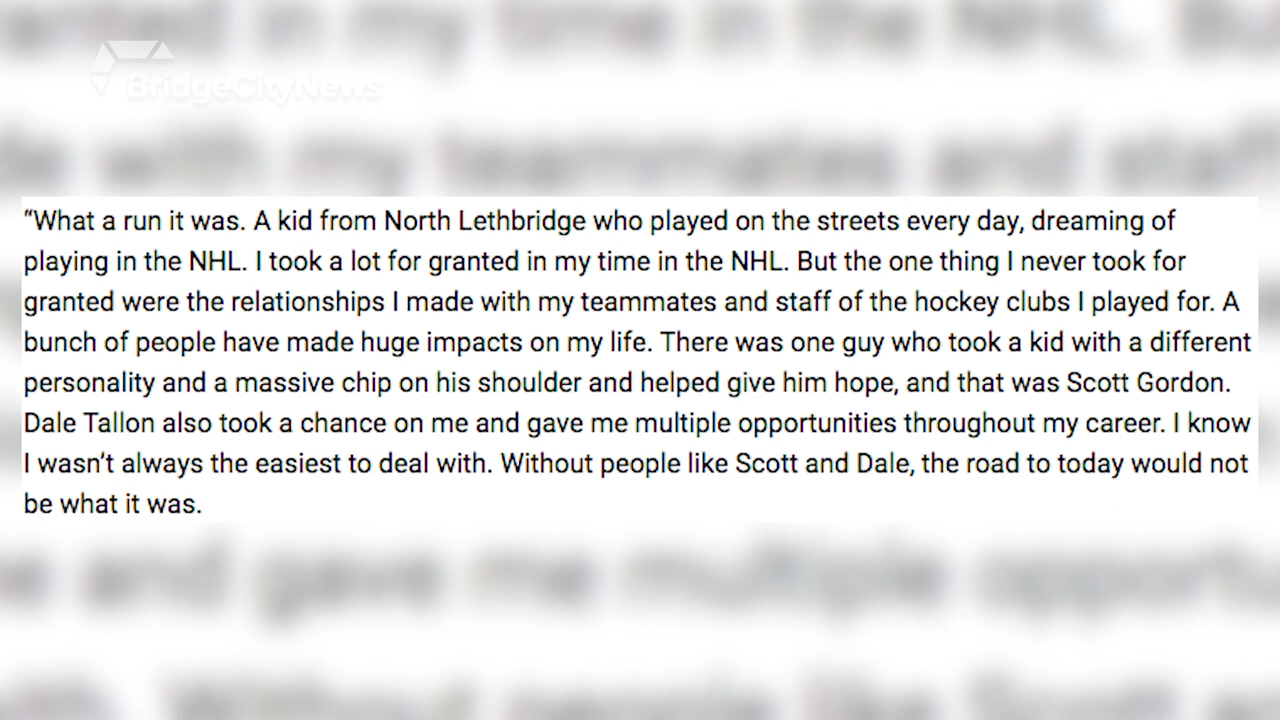 BridgeCityNews
“What a run it was. A kid from North Lethbridge who played on the streets every day, dreaming of
playing in the NHL. I took a lot for granted in my time in the NHL. But the one thing I never took for
granted were the relationships I made with my teammates and staff of the hockey clubs I played for. A
bunch of people have made huge impacts on my life. There was one guy who took a kid with a different
personality and a massive chip on his shoulder and helped give him hope, and that was Scott Gordon.
Dale Tallon also took a chance on me and gave me multiple opportunities throughout my career. I know
I wasn’t always the easiest to deal with. Without people like Scott and Dale, the road to today would not
be what it was.